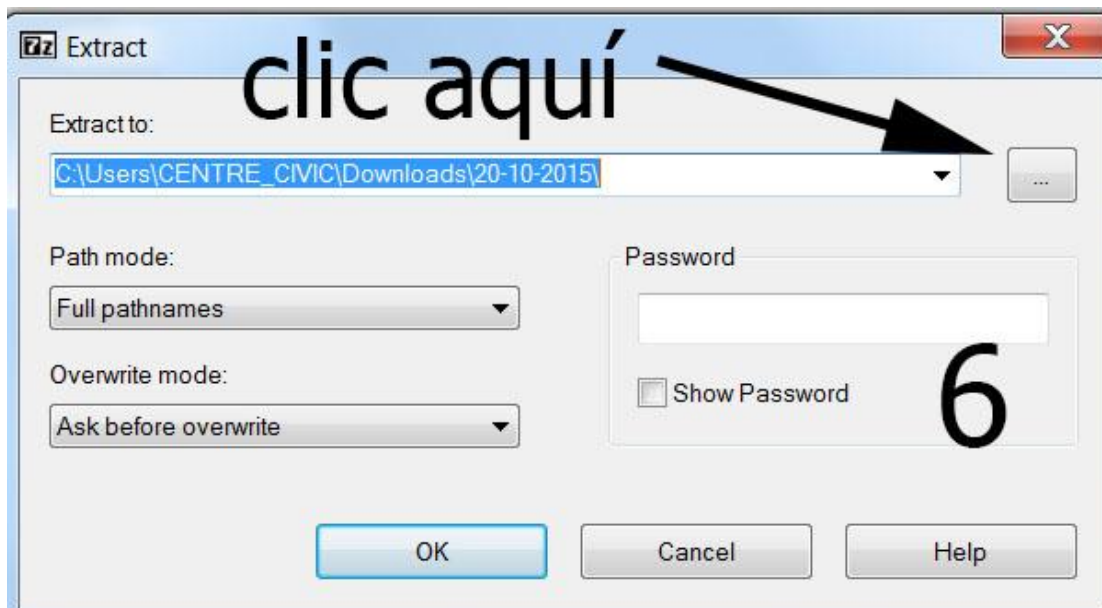 7z Extract
clic aquí
Extract to:
C:\Users\CENTRE_CIVIC\Downloads\20-10-2015\
...
Path mode:
Password
Full pathnames
Overwrite mode:
Show Password
6
Ask before overwrite
OK
Cancel
Help